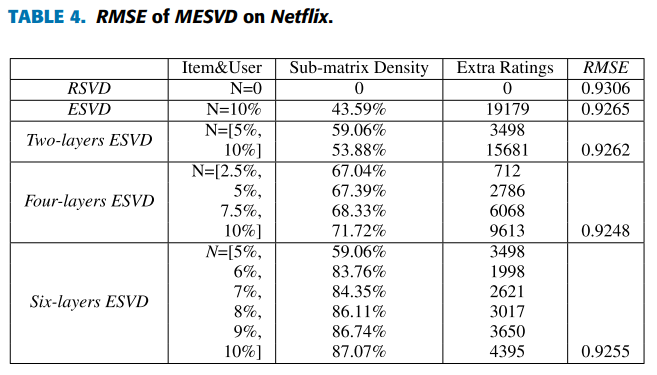 TABLE 4. RMSE of MESVD on Netflix.
Item&User Sub-matrix Density Extra Ratings RMSE
RSVD N=0 0 0 0.9306
ESVD N=10% 43.59% 19179 0.9265
Two-layers ESVD N=[5%, 59.06% 3498
10%] 53.88% 15681 0.9262
Four-layers ESVD N=[2.5%, 67.04% 712
5%, 67.39% 2786
7.5%, 68.33% 6068
10%] 71.72% 9613 0.9248
Six-layers ESVD N=[5%, 59.06% 3498
6%, 83.76% 1998
7%, 84.35% 2621
8%, 86.11% 3017
9%, 86.74% 3650
10%] 87.07% 4395 0.9255